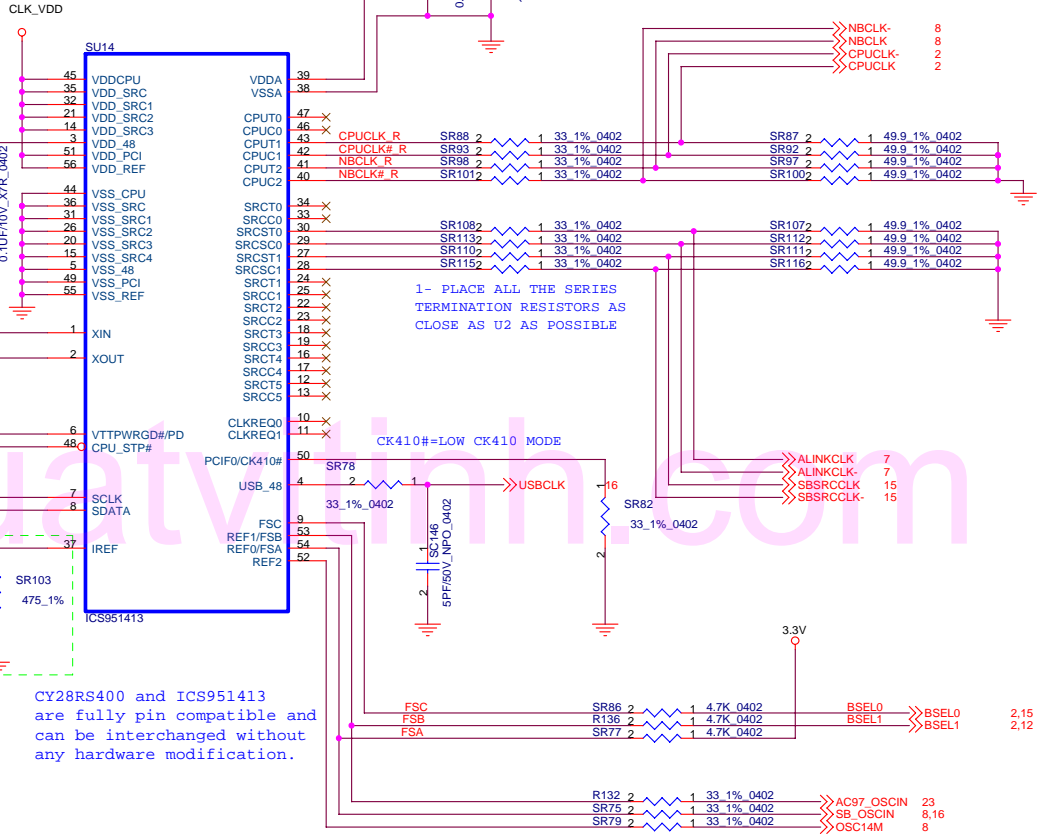 CLK_VDD
SU14
45 VDDCPU
35 VDD_SRC
32 VDD_SRC1
21 VDD_SRC2
14 VDD_SRC3
3 VDD_48
51 VDD_PCI
56 VDD_REF
44 VSS_CPU
36 VSS_SRC
31 VSS_SRC1
26 VSS_SRC2
20 VSS_SRC3
15 VSS_SRC4
5 VSS_48
49 VSS_PCI
55 VSS_REF
1 XIN
2 XOUT
6 VTTPWRGD#/PD
48 CPU_STP#
7 SCLK
8 SDATA
37 IREF
VDDA 39
VSSA 38
CPUT0 47
CPUC0 46
CPUT1 43
CPUC1 42
CPUT2 41
CPUC2 40
SRCT0 34
SRCC0 33
SRCST0 30
SRCSC0 29
SRCST1 27
SRCSC1 28
SRCT1 24
SRCC1 25
SRCT2 22
SRCC2 23
SRCT3 18
SRCC3 19
SRCT4 16
SRCC4 17
SRCT5 12
SRCC5 13
CLKREQ0 10
CLKREQ1 11
PCIF0/CK410# 50
USB_48 4
FSC 9
REF1/FSB 53
REF0/FSA 54
REF2 52
ICS951413
0.1UF/10V_X7R_0402
SR103
475_1%
NBCLK- 8
NBCLK 8
CPUCLK- 2
CPUCLK 2
CPUCLK_R SR88 2 1 33_1%_0402 SR87 2 1 49.9_1%_0402
CPUCLK#_R SR93 2 1 33_1%_0402 SR92 2 1 49.9_1%_0402
NBCLK_R SR98 2 1 33_1%_0402 SR97 2 1 49.9_1%_0402
NBCLK#_R SR101 2 1 33_1%_0402 SR100 2 1 49.9_1%_0402
SR108 2 1 33_1%_0402 SR107 2 1 49.9_1%_0402
SR113 2 1 33_1%_0402 SR112 2 1 49.9_1%_0402
SR110 2 1 33_1%_0402 SR111 2 1 49.9_1%_0402
SR115 2 1 33_1%_0402 SR116 2 1 49.9_1%_0402
1- PLACE ALL THE SERIES
TERMINATION RESISTORS AS
CLOSE AS U2 AS POSSIBLE
CK410#=LOW CK410 MODE
ALINKCLK 7
ALINKCLK- 7
SBSRCCLK 15
SBSRCCLK- 15
SR78
2 1
33_1%_0402
USBCLK 16
SC146
5PF/50V_NPO_0402
1
2
SR82
33_1%_0402
1
2
3.3V
FSC SR86 2 1 4.7K_0402 BSEL0 BSEL0 2,15
FSB R136 2 1 4.7K_0402 BSEL1 BSEL1 2,12
FSA SR77 2 1 4.7K_0402
CY28RS400 and ICS951413
are fully pin compatible and
can be interchanged without
any hardware modification.
R132 2 1 33_1%_0402 AC97_OSCIN 23
SR75 2 1 33_1%_0402 SB_OSCIN 8,16
SR79 2 1 33_1%_0402 OSC14M 8
uatvitinh.com